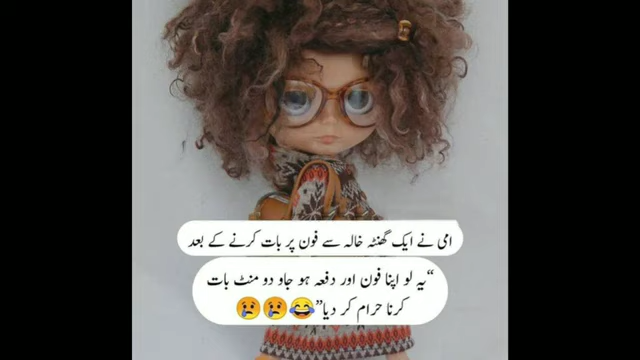 امی نے ایک گھنٹہ خالہ سے فون پر بات کرنے کے بعد
“یہ لو اپنا فون اور دفعہ ہو جاو دو منٹ بات
کرنا حرام کر دیا”😂😢😢